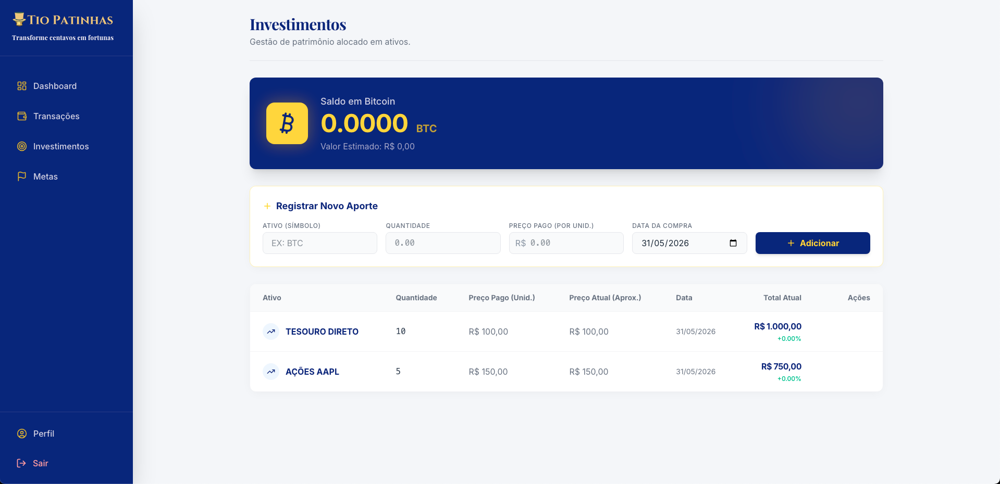 TIO PATINHAS
Transforme centavos em fortunas
Dashboard
Transações
Investimentos
Metas
Perfil
Sair
Investimentos
Gestão de patrimônio alocado em ativos.
Saldo em Bitcoin
0.0000 BTC
Valor Estimado: R$ 0,00
Registrar Novo Aporte
ATIVO (SÍMBOLO) QUANTIDADE PREÇO PAGO (POR UNID.) DATA DA COMPRA
EX: BTC 0.00 R$ 0.00 31/05/2026 Adicionar
Ativo Quantidade Preço Pago (Unid.) Preço Atual (Aprox.) Data Total Atual Ações
TESOURO DIRETO 10 R$ 100,00 R$ 100,00 31/05/2026 R$ 1.000,00
+0.00%
AÇÕES AAPL 5 R$ 150,00 R$ 150,00 31/05/2026 R$ 750,00
+0.00%